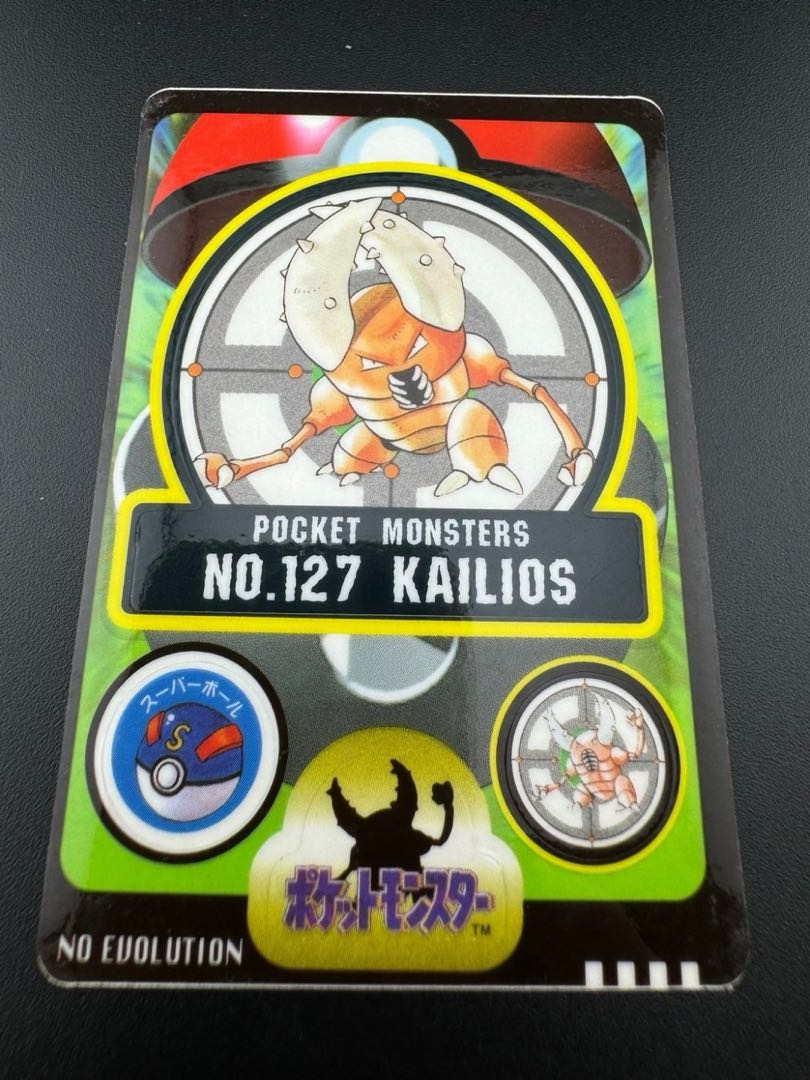 POCKET MONSTERS
NO.127 KAILIOS
スーパーボール
S
ポケットモンスター
TM
NO EVOLUTION